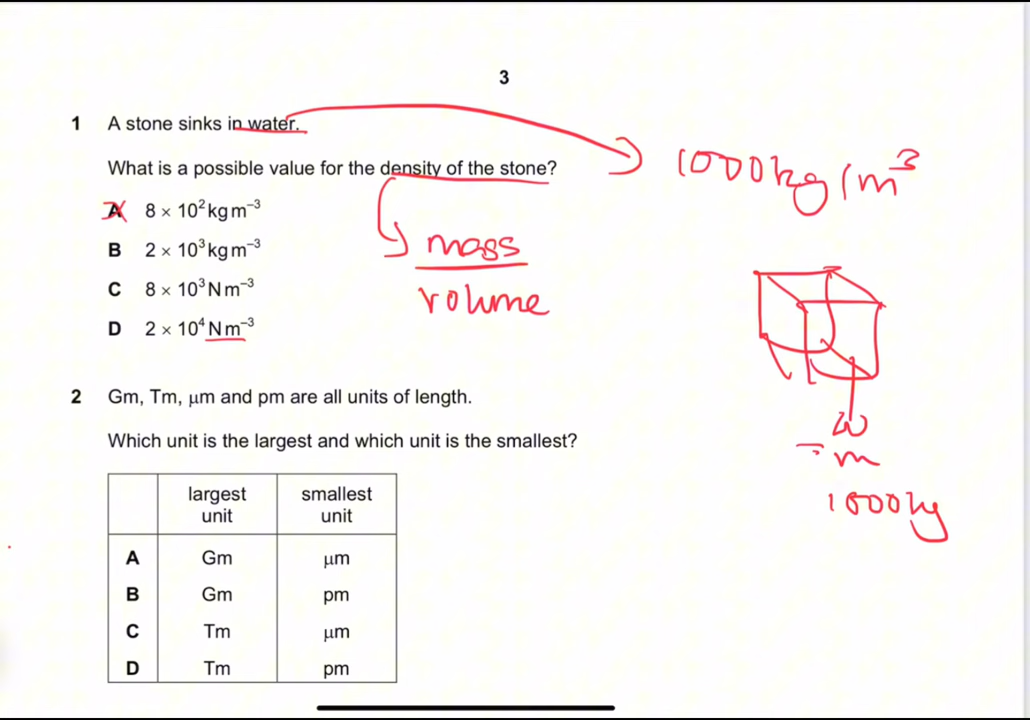 3
1 A stone sinks in water.
What is a possible value for the density of the stone?
1000kg/m³
A 8 × 10² kg m⁻³
B 2 × 10³ kg m⁻³
C 8 × 10³ N m⁻³
D 2 × 10⁴ N m⁻³
mass
volume
W
= m
1000kg
2 Gm, Tm, μm and pm are all units of length.
Which unit is the largest and which unit is the smallest?
largest unit smallest unit
A Gm μm
B Gm pm
C Tm μm
D Tm pm